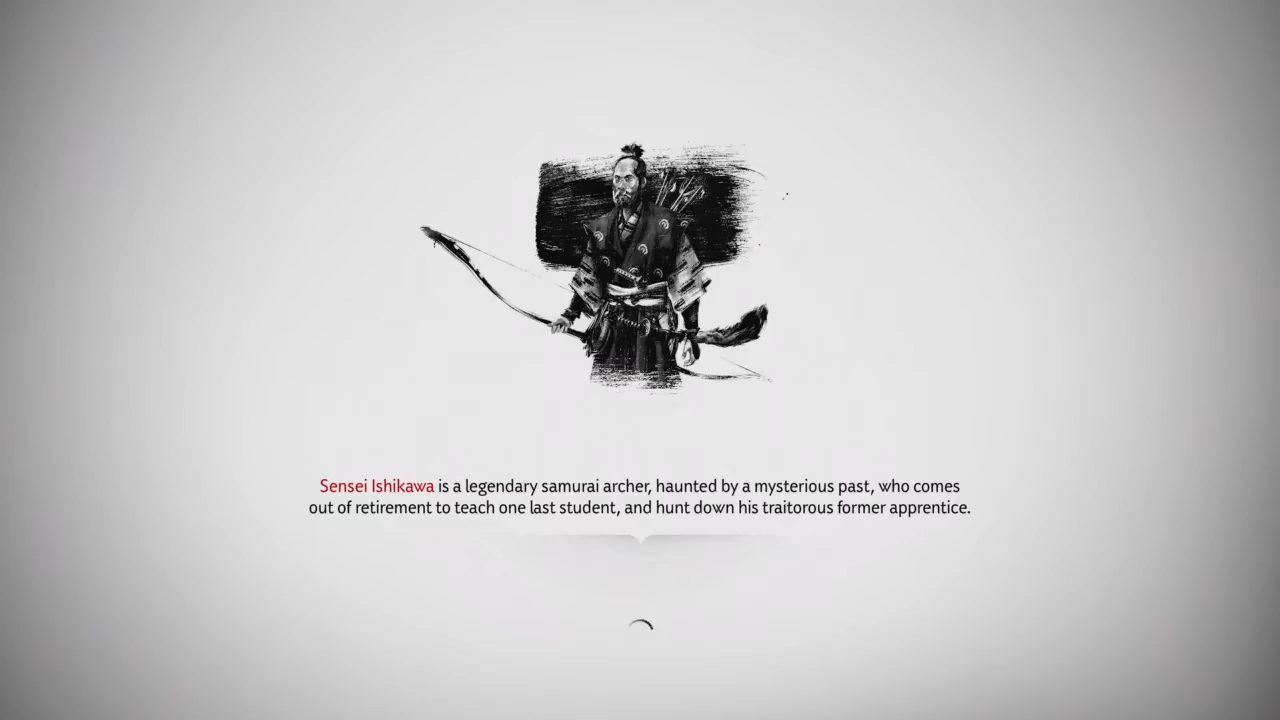 Sensei Ishikawa is a legendary samurai archer, haunted by a mysterious past, who comes
out of retirement to teach one last student, and hunt down his traitorous former apprentice.